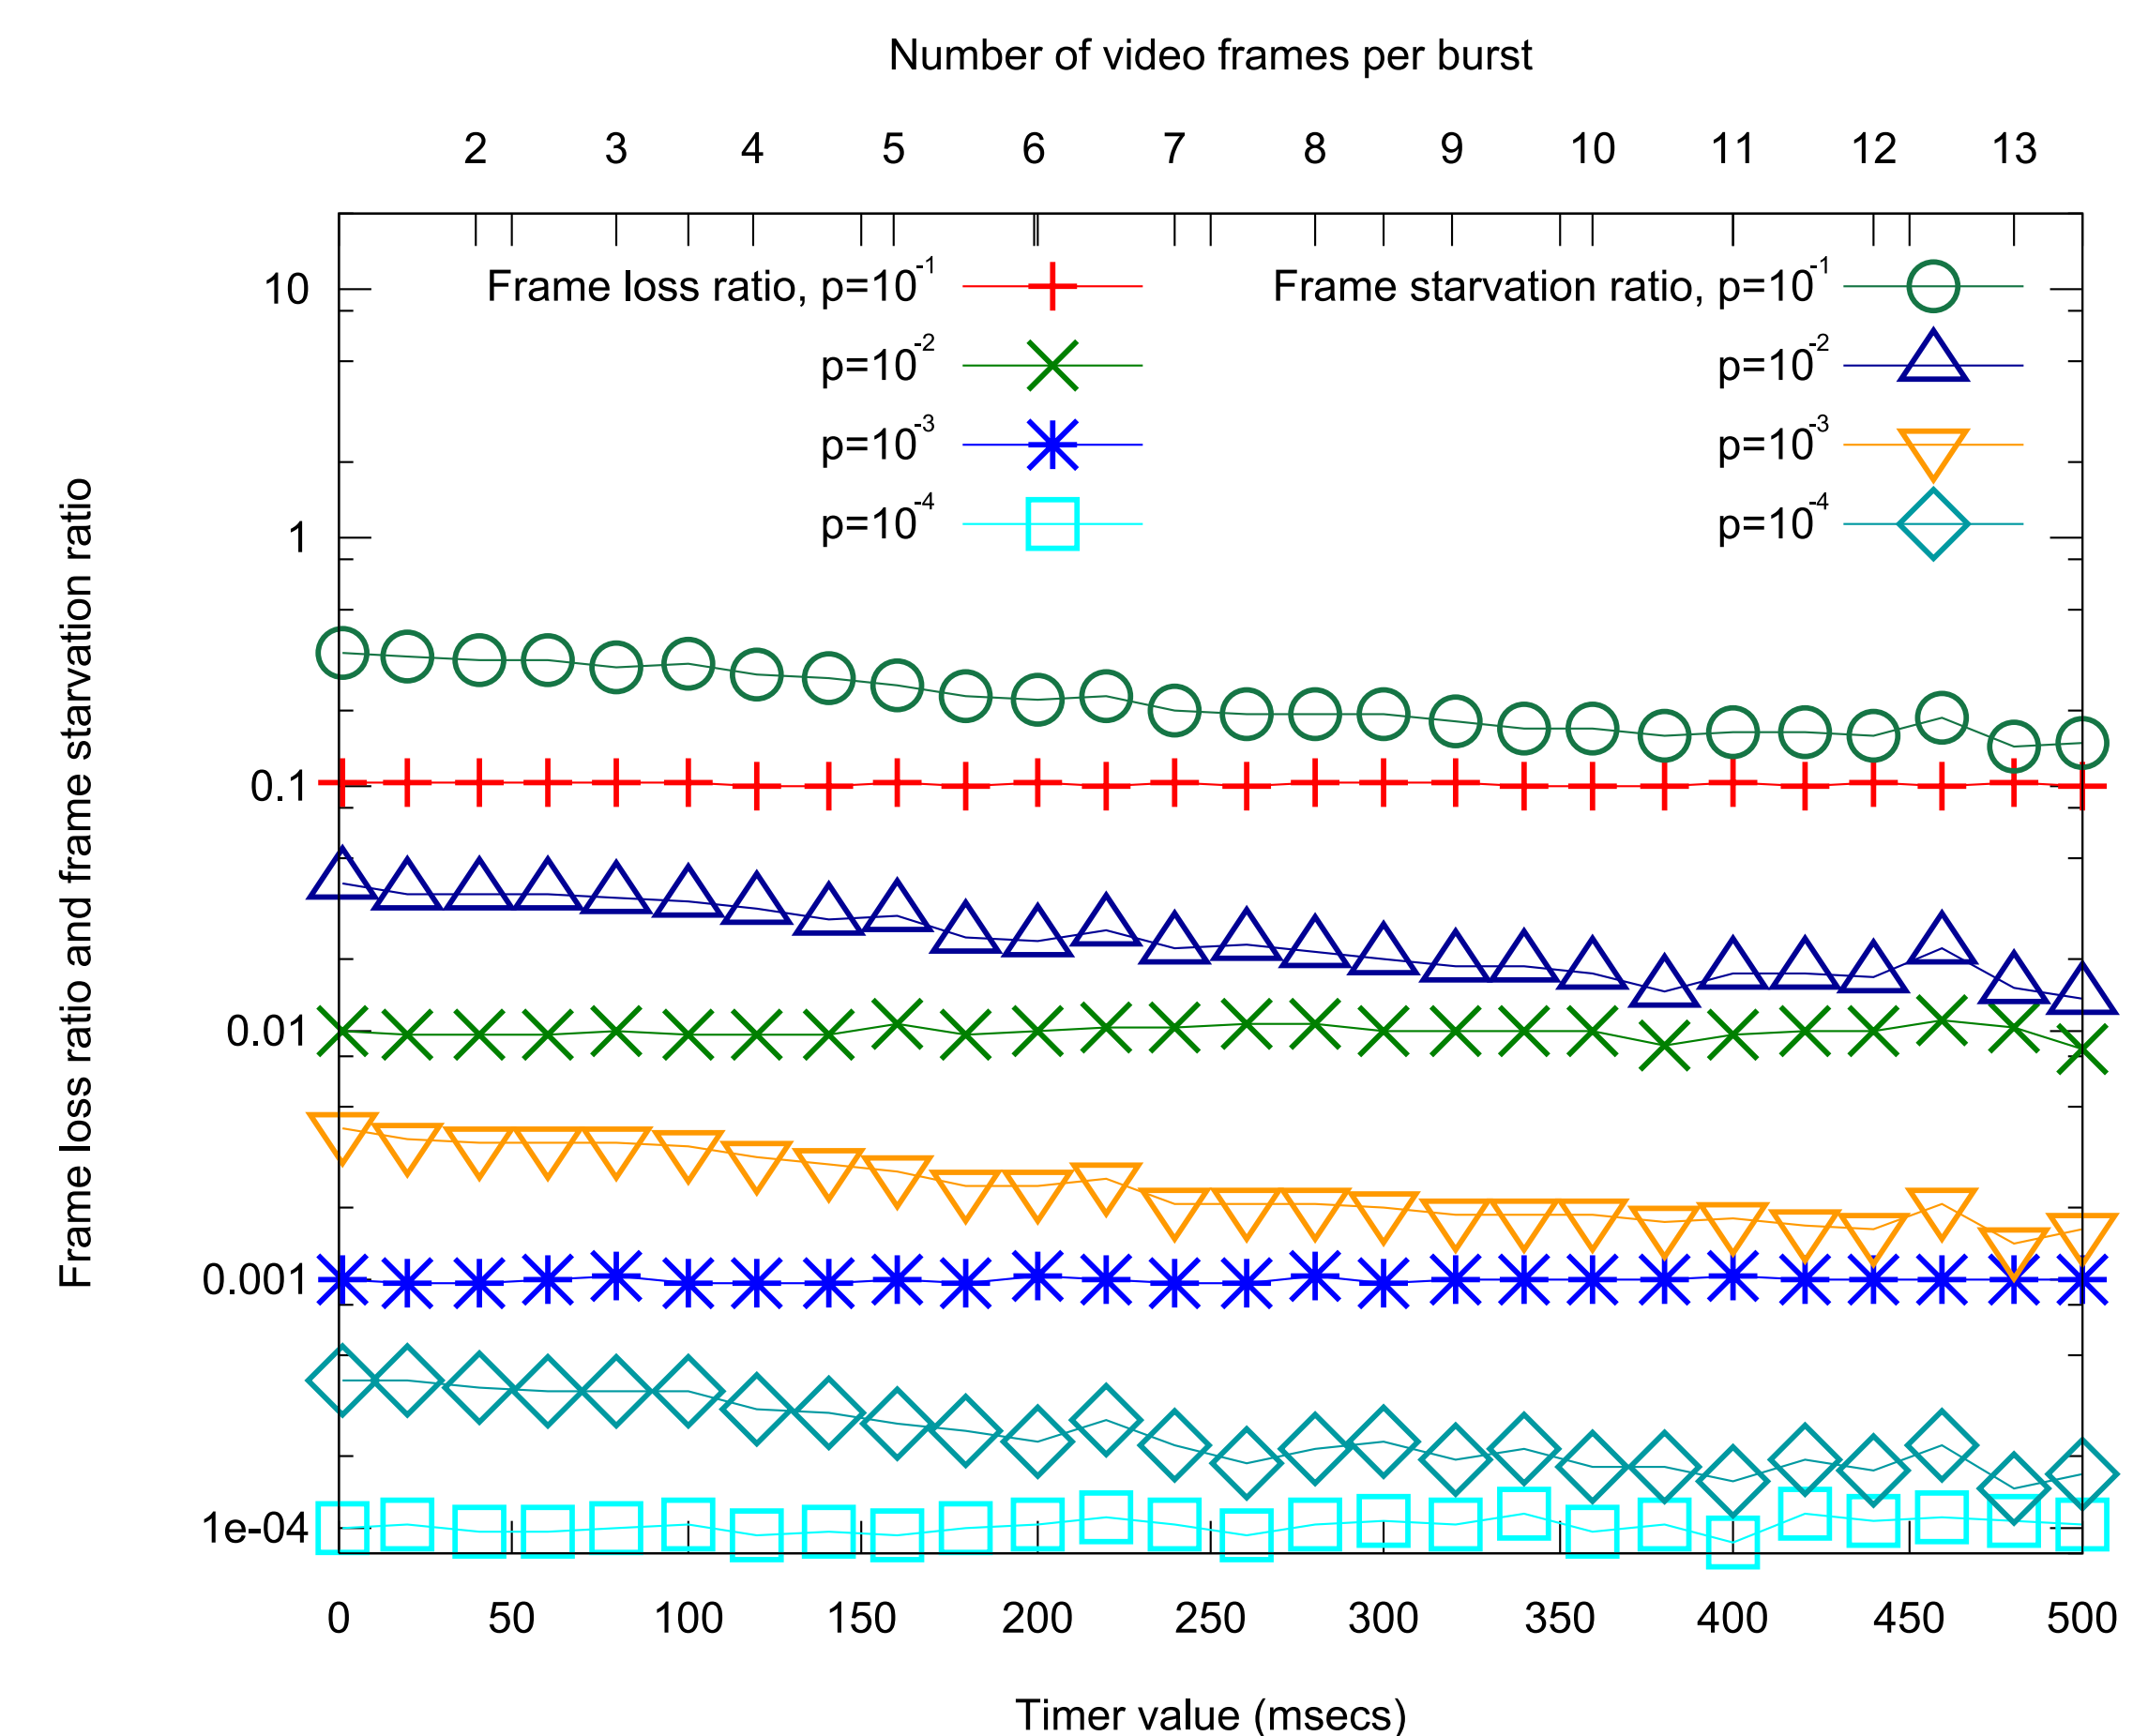 Number of video frames per burst
2 3 4 5 6 7 8 9 10 11 12 13
Frame loss ratio and frame starvation ratio
10
1
0.1
0.01
0.001
1e-04
Frame loss ratio, p=10-1
p=10-2
p=10-3
p=10-4
Frame starvation ratio, p=10-1
p=10-2
p=10-3
p=10-4
0 50 100 150 200 250 300 350 400 450 500
Timer value (msecs)